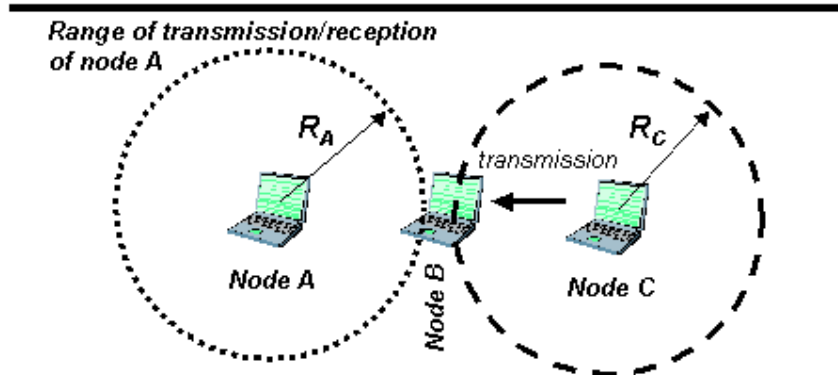 Range of transmission/reception
of node A
R_A
R_C
transmission
Node A
Node B
Node C